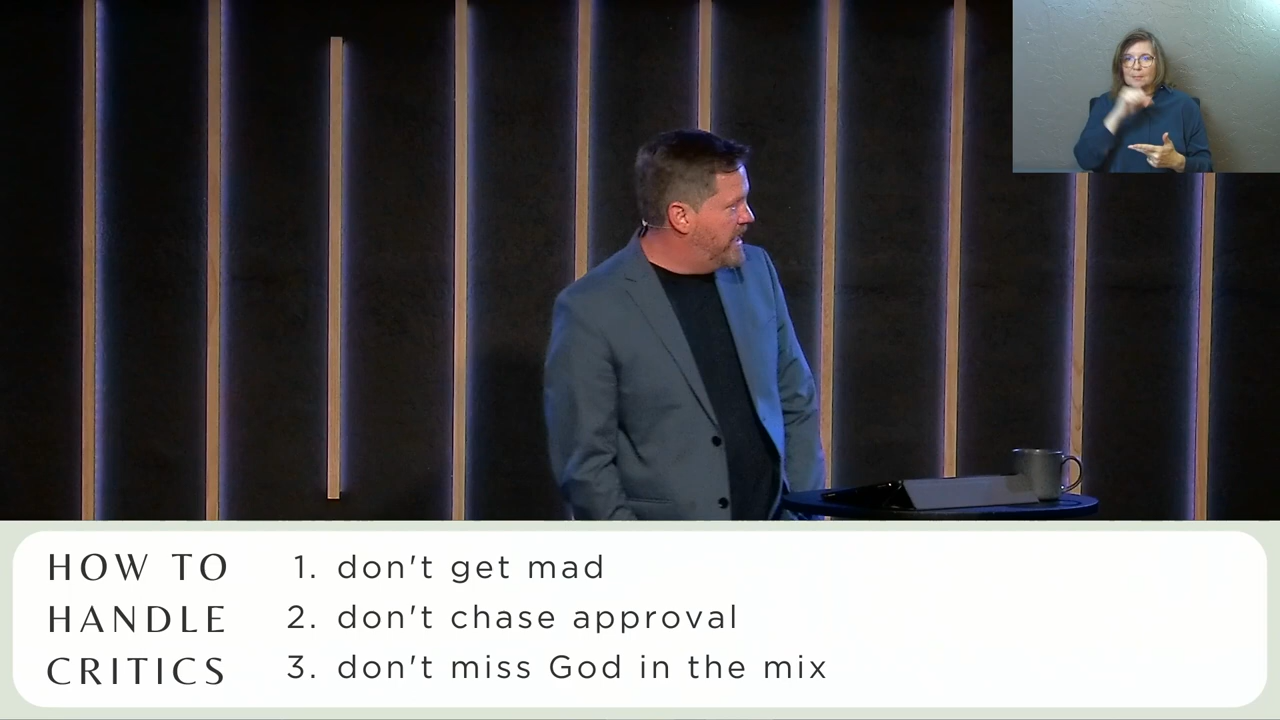 HOW TO
HANDLE
CRITICS
1. don't get mad
2. don't chase approval
3. don't miss God in the mix